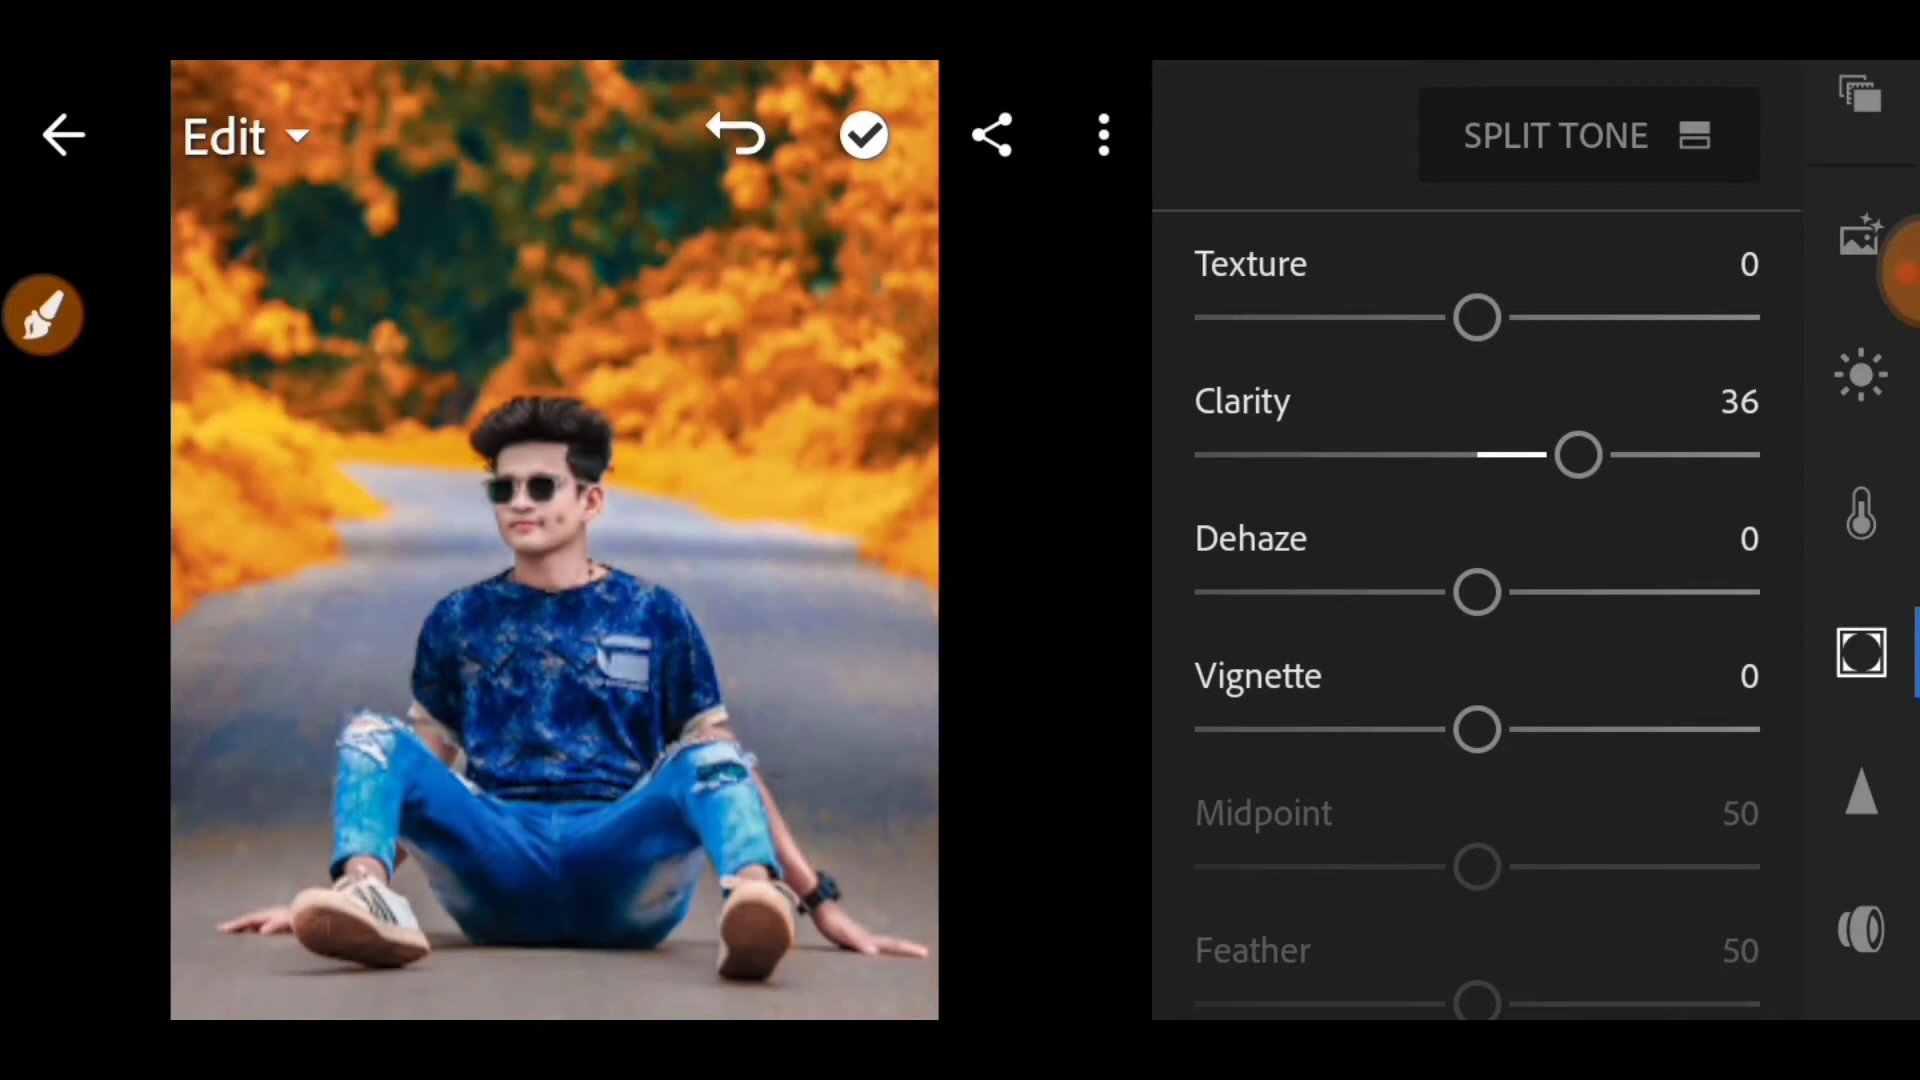 Edit
SPLIT TONE
Texture 0
Clarity 36
Dehaze 0
Vignette 0
Midpoint 50
Feather 50